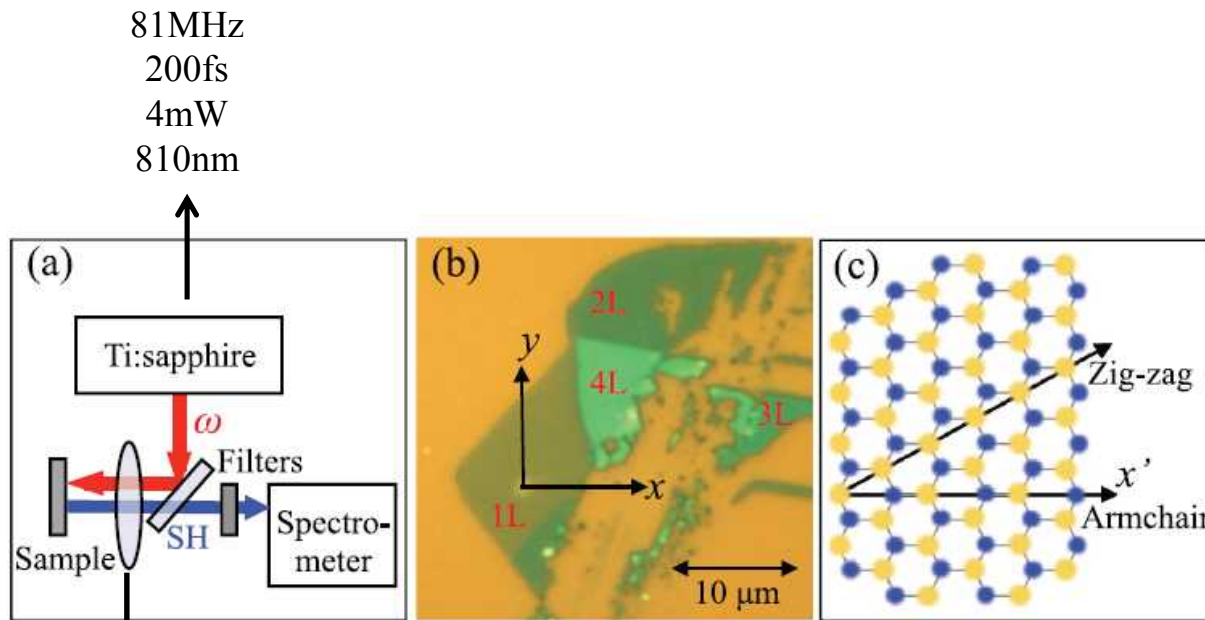 81MHz
200fs
4mW
810nm
(a)
Ti:sapphire
ω
Filters
Sample
SH
Spectro-
meter
(b)
2L
y
4L
3L
x
1L
10 μm
(c)
Zig-zag
x’
Armchair